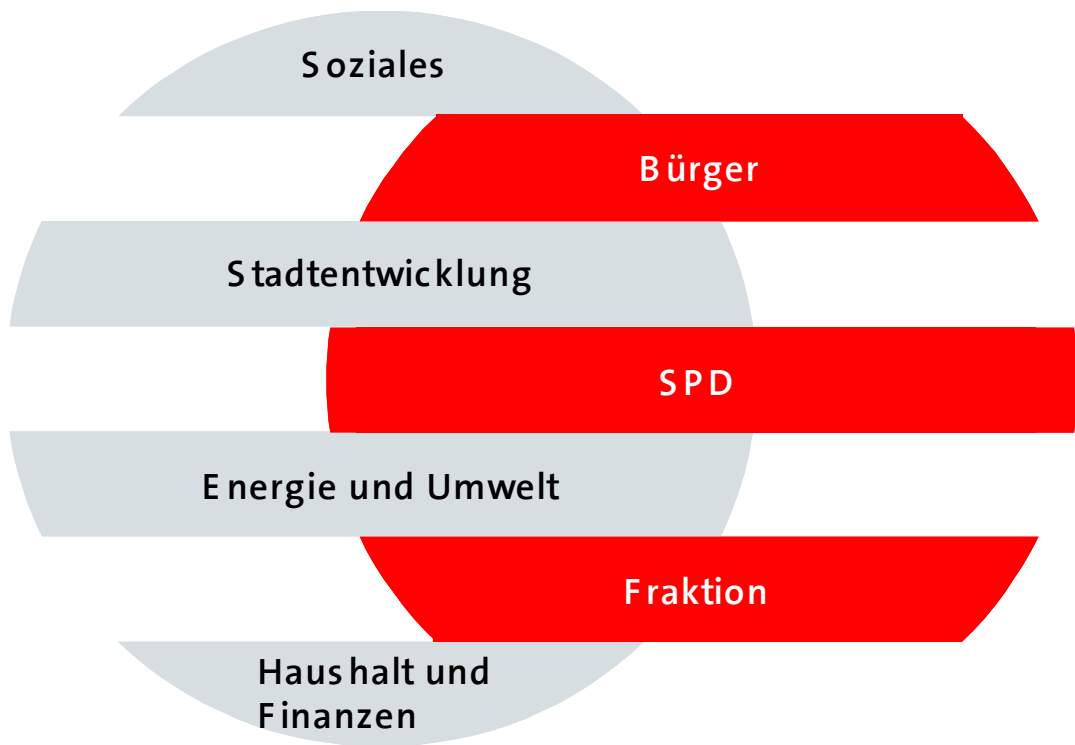 Soziales
Bürger
Stadtentwicklung
SPD
Energie und Umwelt
Fraktion
Haushalt und
Finanzen